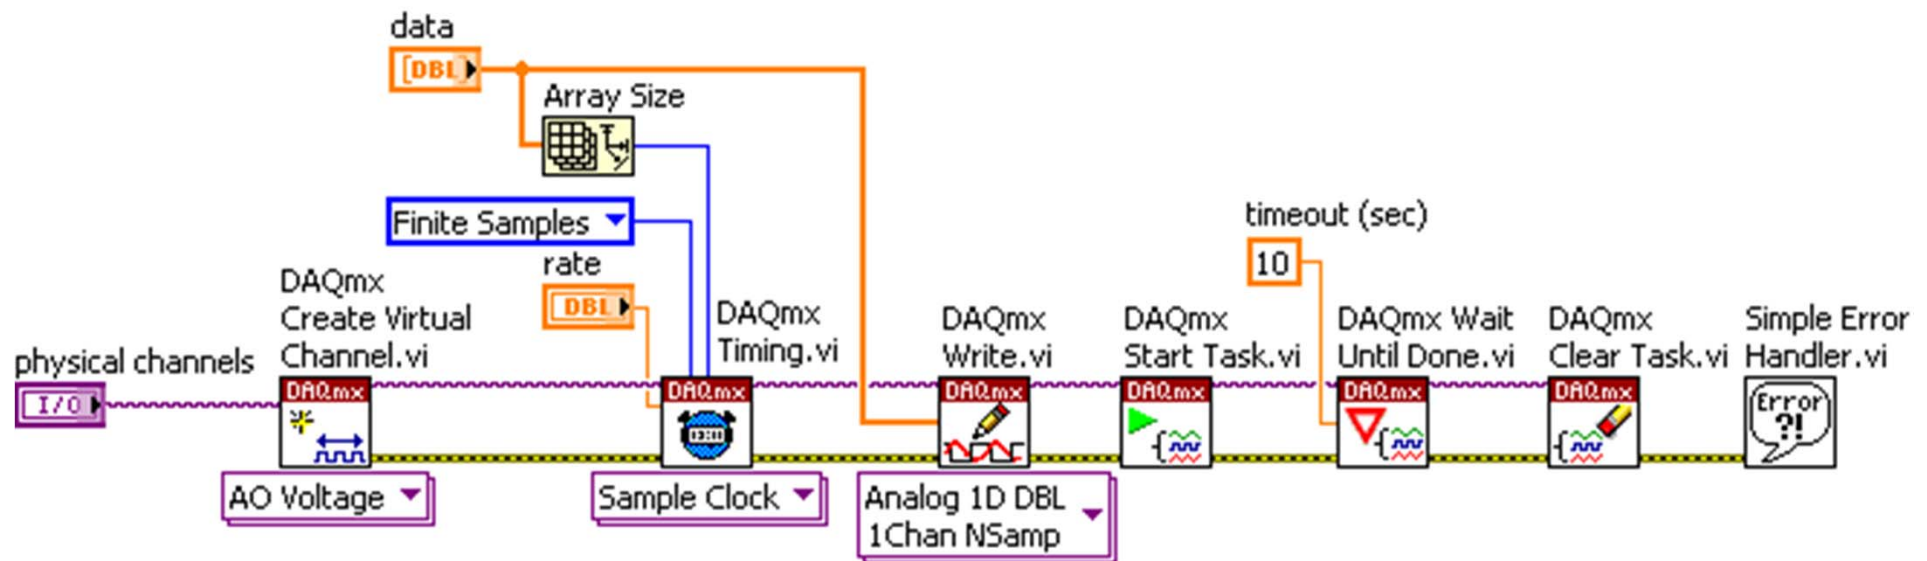 data
[DBL]
Array Size
Finite Samples
timeout (sec)
10
rate
DBL
DAQmx
Create Virtual
Channel.vi
DAQmx
Timing.vi
DAQmx
Write.vi
DAQmx
Start Task.vi
DAQmx Wait
Until Done.vi
DAQmx
Clear Task.vi
Simple Error
Handler.vi
physical channels
I/O
DAQmx
DAQmx
DAQmx
DAQmx
DAQmx
DAQmx
Error
?!
AO Voltage
Sample Clock
Analog 1D DBL
1Chan NSamp